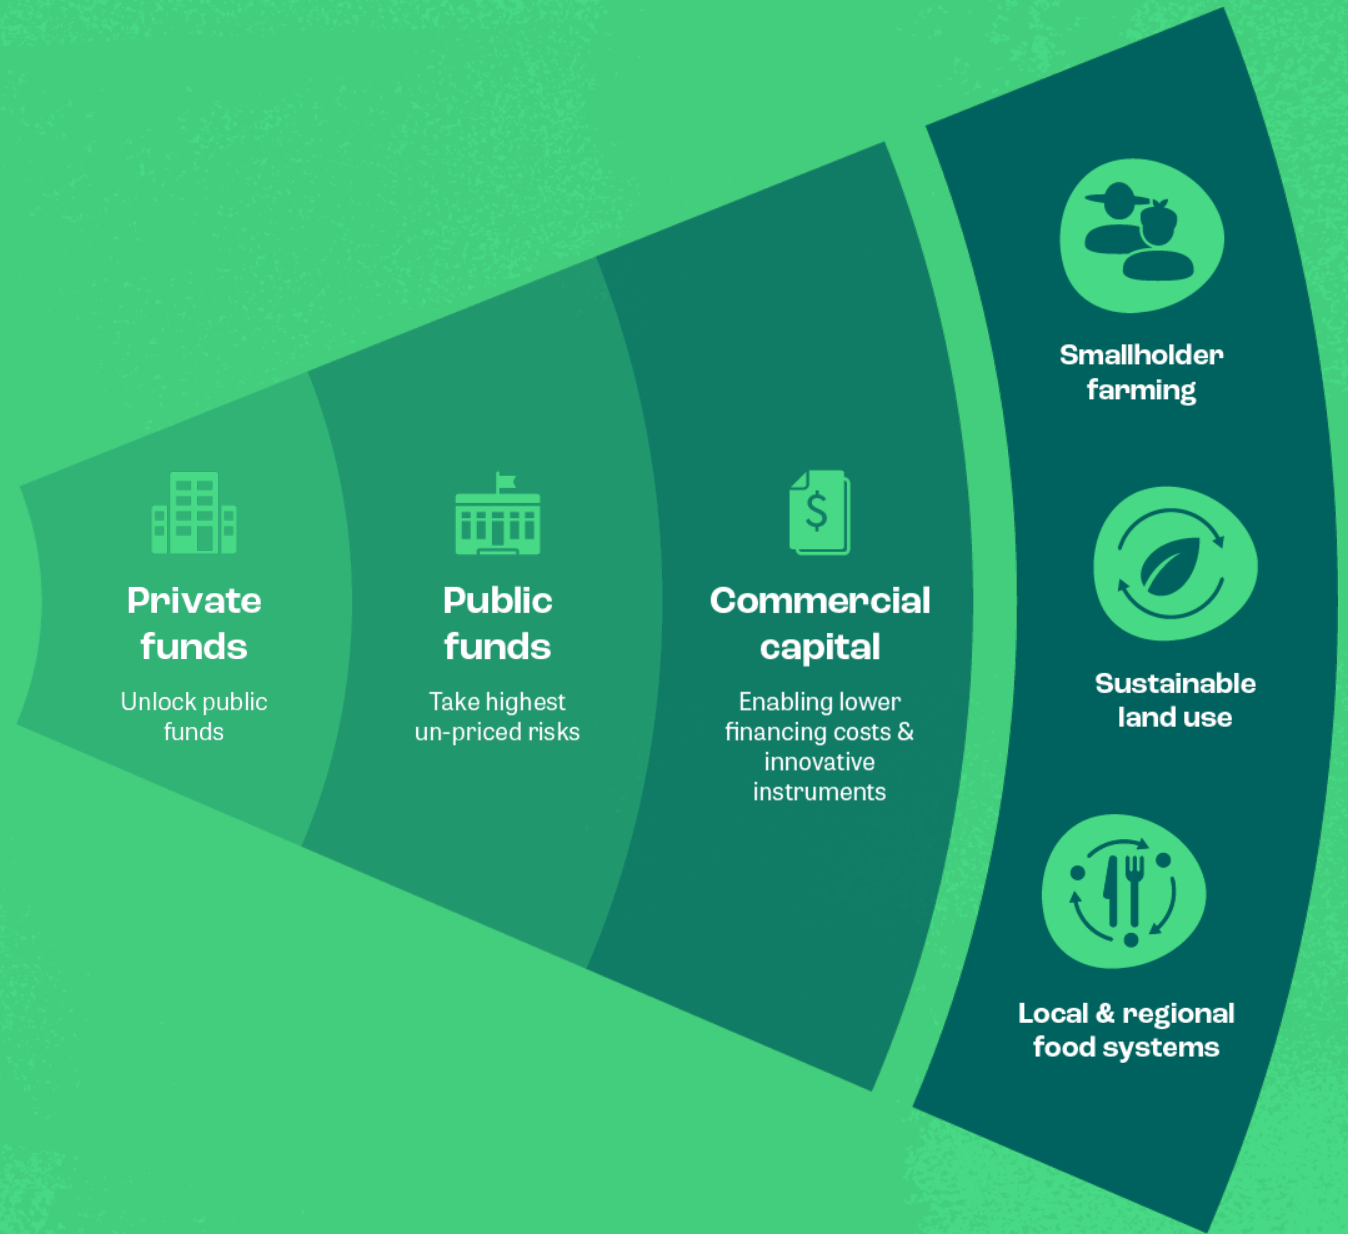 Private
funds
Unlock public
funds
Public
funds
Take highest
un-priced risks
Commercial
capital
Enabling lower
financing costs &
innovative
instruments
$
Smallholder
farming
Sustainable
land use
Local & regional
food systems